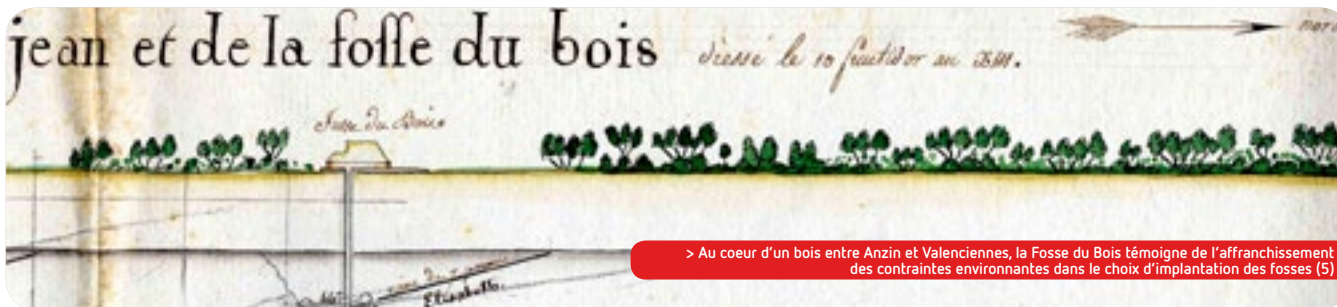 jean et de la fosse du bois dressé le 10 fructidor an XIII.
nor
Fosse du Bois
Elisabeth
> Au coeur d'un bois entre Anzin et Valenciennes, la Fosse du Bois témoigne de l'affranchissement
des contraintes environnantes dans le choix d'implantation des fosses (5)